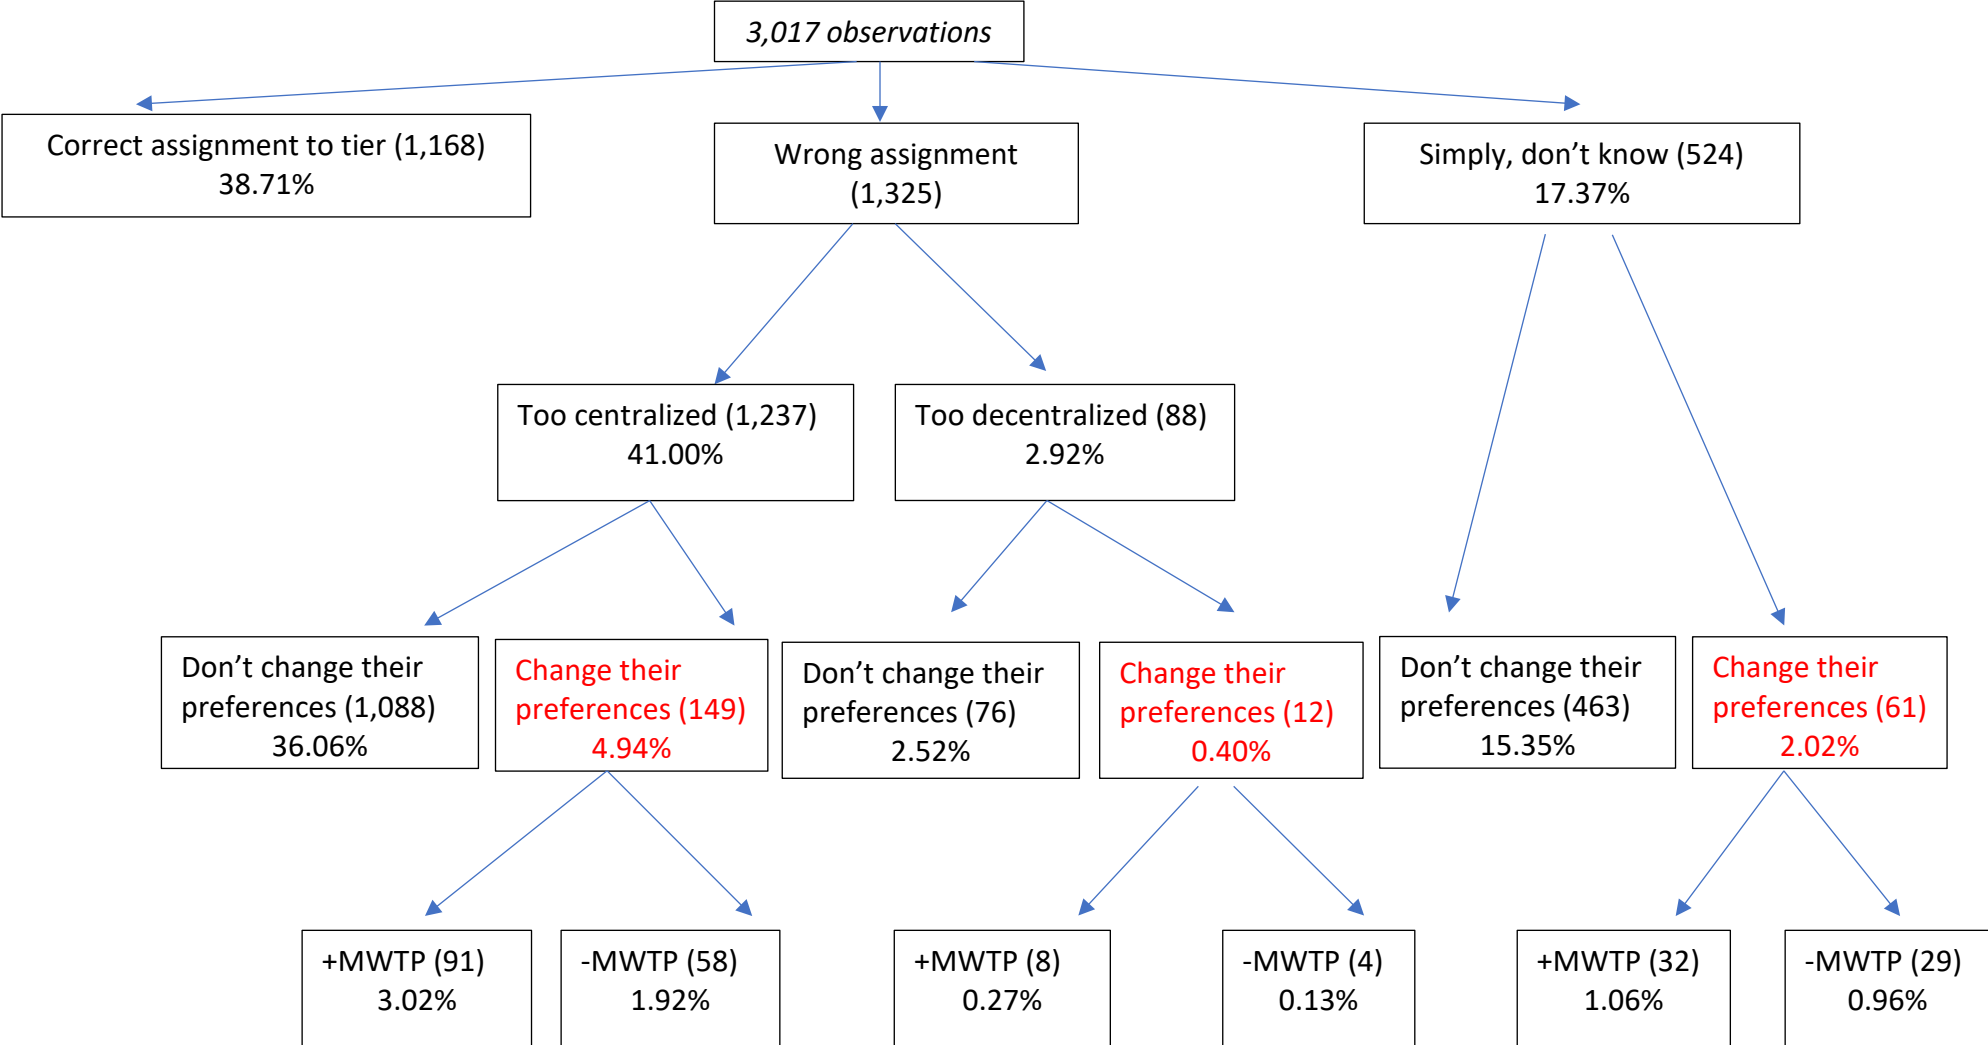 3,017 observations
Correct assignment to tier (1,168)
38.71%
Wrong assignment
(1,325)
Simply, don’t know (524)
17.37%
Too centralized (1,237)
41.00%
Too decentralized (88)
2.92%
Don’t change their
preferences (1,088)
36.06%
Change their
preferences (149)
4.94%
Don’t change their
preferences (76)
2.52%
Change their
preferences (12)
0.40%
Don’t change their
preferences (463)
15.35%
Change their
preferences (61)
2.02%
+MWTP (91)
3.02%
-MWTP (58)
1.92%
+MWTP (8)
0.27%
-MWTP (4)
0.13%
+MWTP (32)
1.06%
-MWTP (29)
0.96%